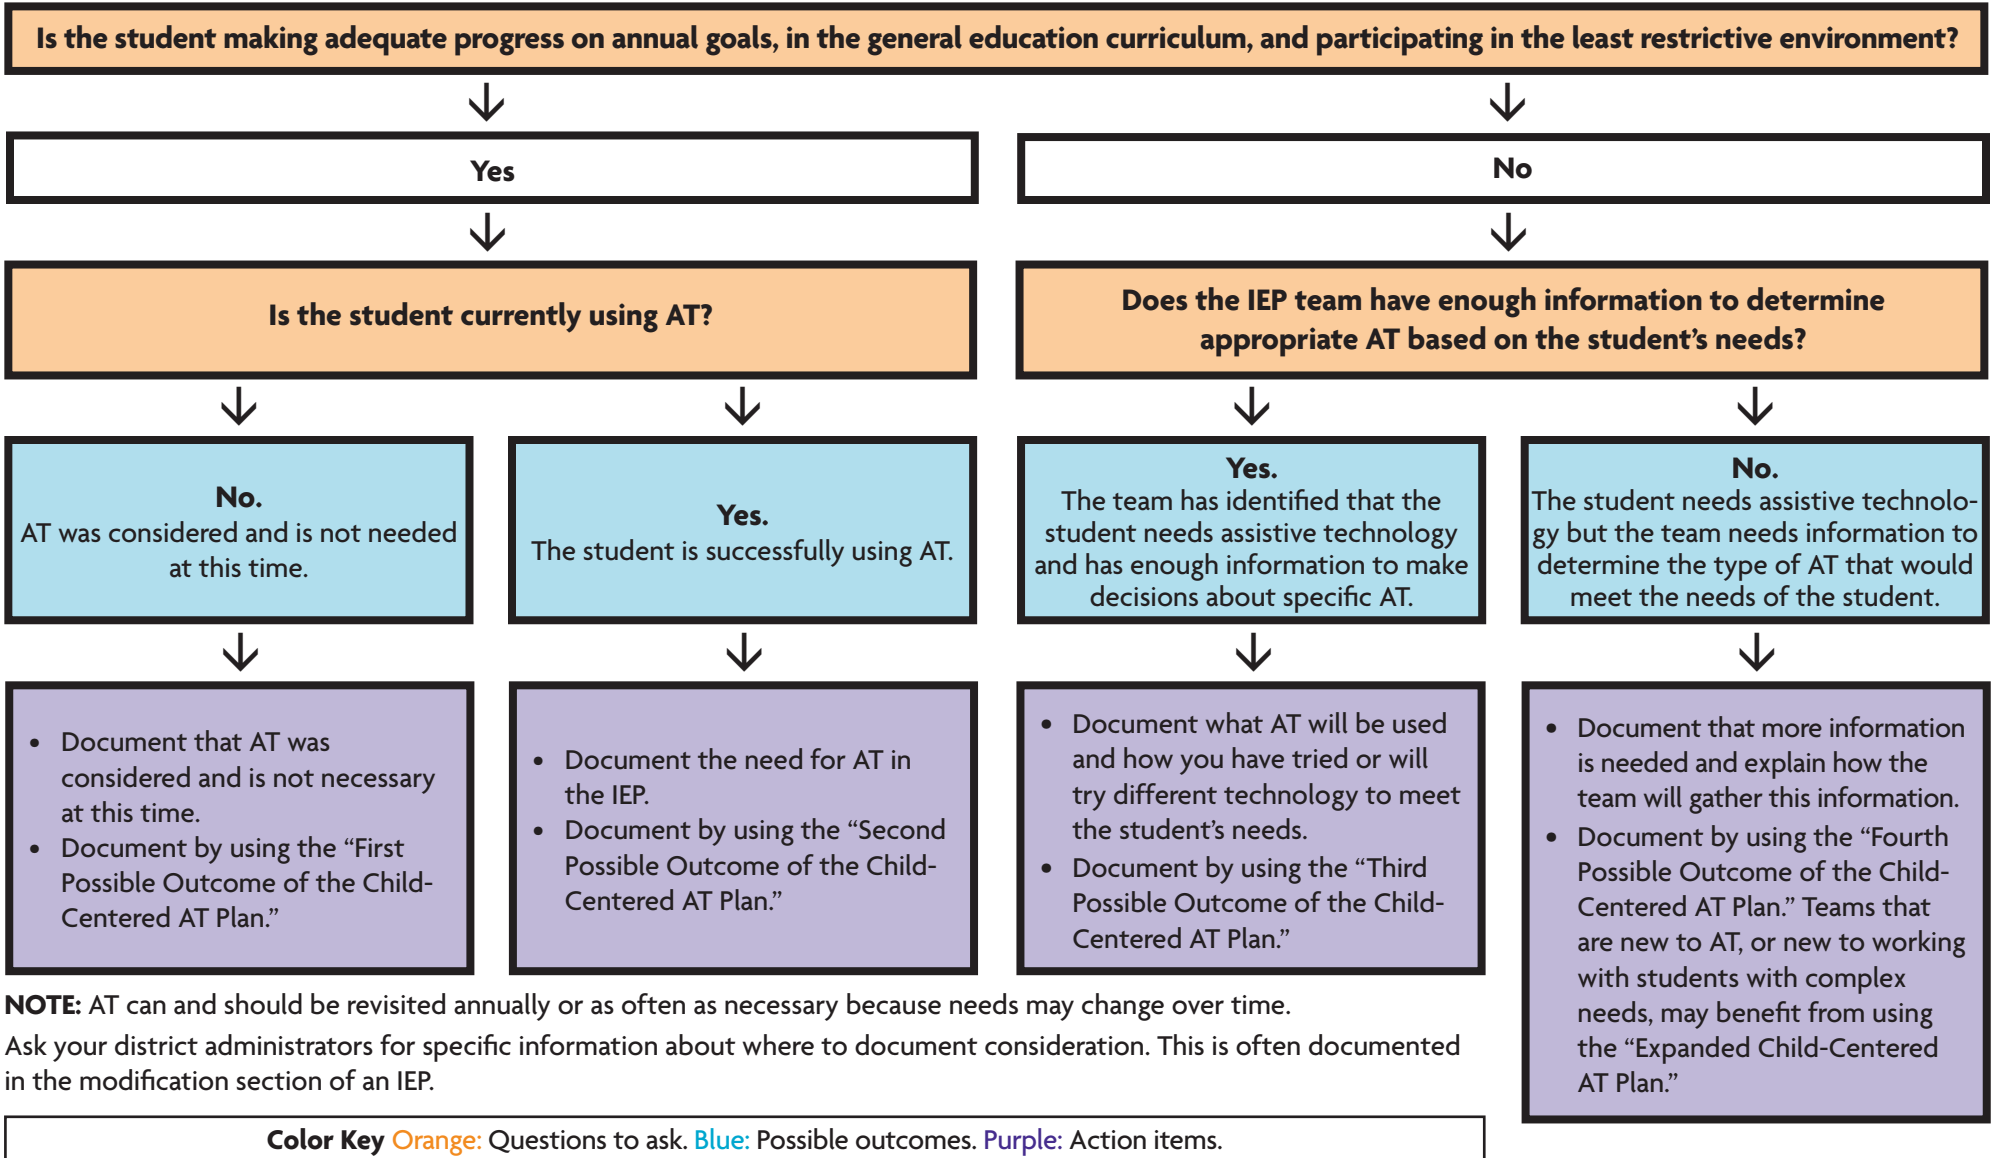 Is the student making adequate progress on annual goals, in the general education curriculum, and participating in the least restrictive environment?
Yes
No
Is the student currently using AT?
Does the IEP team have enough information to determine
appropriate AT based on the student’s needs?
No.
AT was considered and is not needed
at this time.
Yes.
The student is successfully using AT.
Yes.
The team has identified that the
student needs assistive technology
and has enough information to make
decisions about specific AT.
No.
The student needs assistive technolo-
gy but the team needs information to
determine the type of AT that would
meet the needs of the student.
• Document that AT was
considered and is not necessary
at this time.
• Document by using the “First
Possible Outcome of the Child-
Centered AT Plan.”
• Document the need for AT in
the IEP.
• Document by using the “Second
Possible Outcome of the Child-
Centered AT Plan.”
• Document what AT will be used
and how you have tried or will
try different technology to meet
the student’s needs.
• Document by using the “Third
Possible Outcome of the Child-
Centered AT Plan.”
• Document that more information
is needed and explain how the
team will gather this information.
• Document by using the “Fourth
Possible Outcome of the Child-
Centered AT Plan.” Teams that
are new to AT, or new to working
with students with complex
needs, may benefit from using
the “Expanded Child-Centered
AT Plan.”
NOTE: AT can and should be revisited annually or as often as necessary because needs may change over time.
Ask your district administrators for specific information about where to document consideration. This is often documented
in the modification section of an IEP.
Color Key Orange: Questions to ask. Blue: Possible outcomes. Purple: Action items.